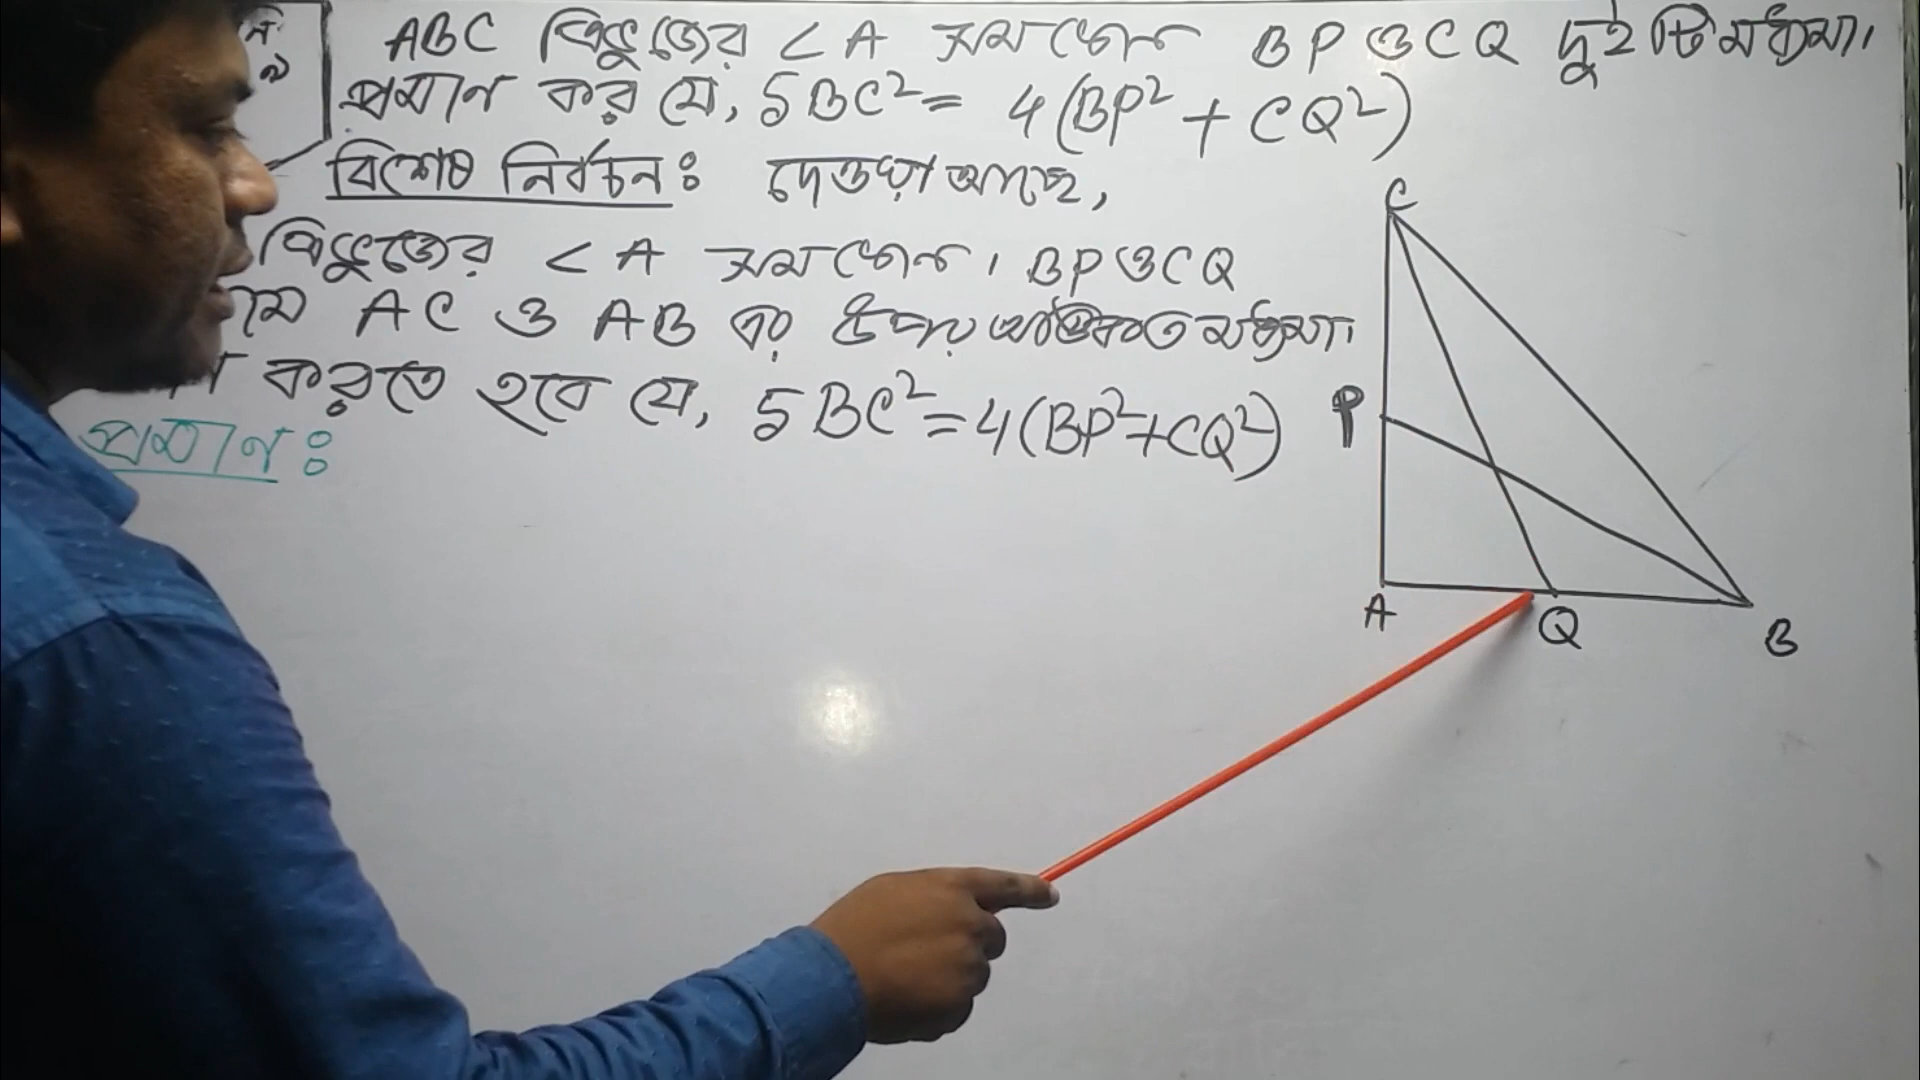 ABC ত্রিভুজের ∠A সমকোণ BP ও CQ দুইটি মধ্যমা।
প্রমাণ কর যে, 5BC² = 4(BP² + CQ²)
বিশেষ নির্বচন: দেওয়া আছে,
ত্রিভুজের ∠A সমকোণ। BP ও CQ
AC ও AB এর উপর অঙ্কিত মধ্যমা।
করতে হবে যে, 5BC² = 4(BP² + CQ²)
প্রমাণ:
C
P
A
Q
B